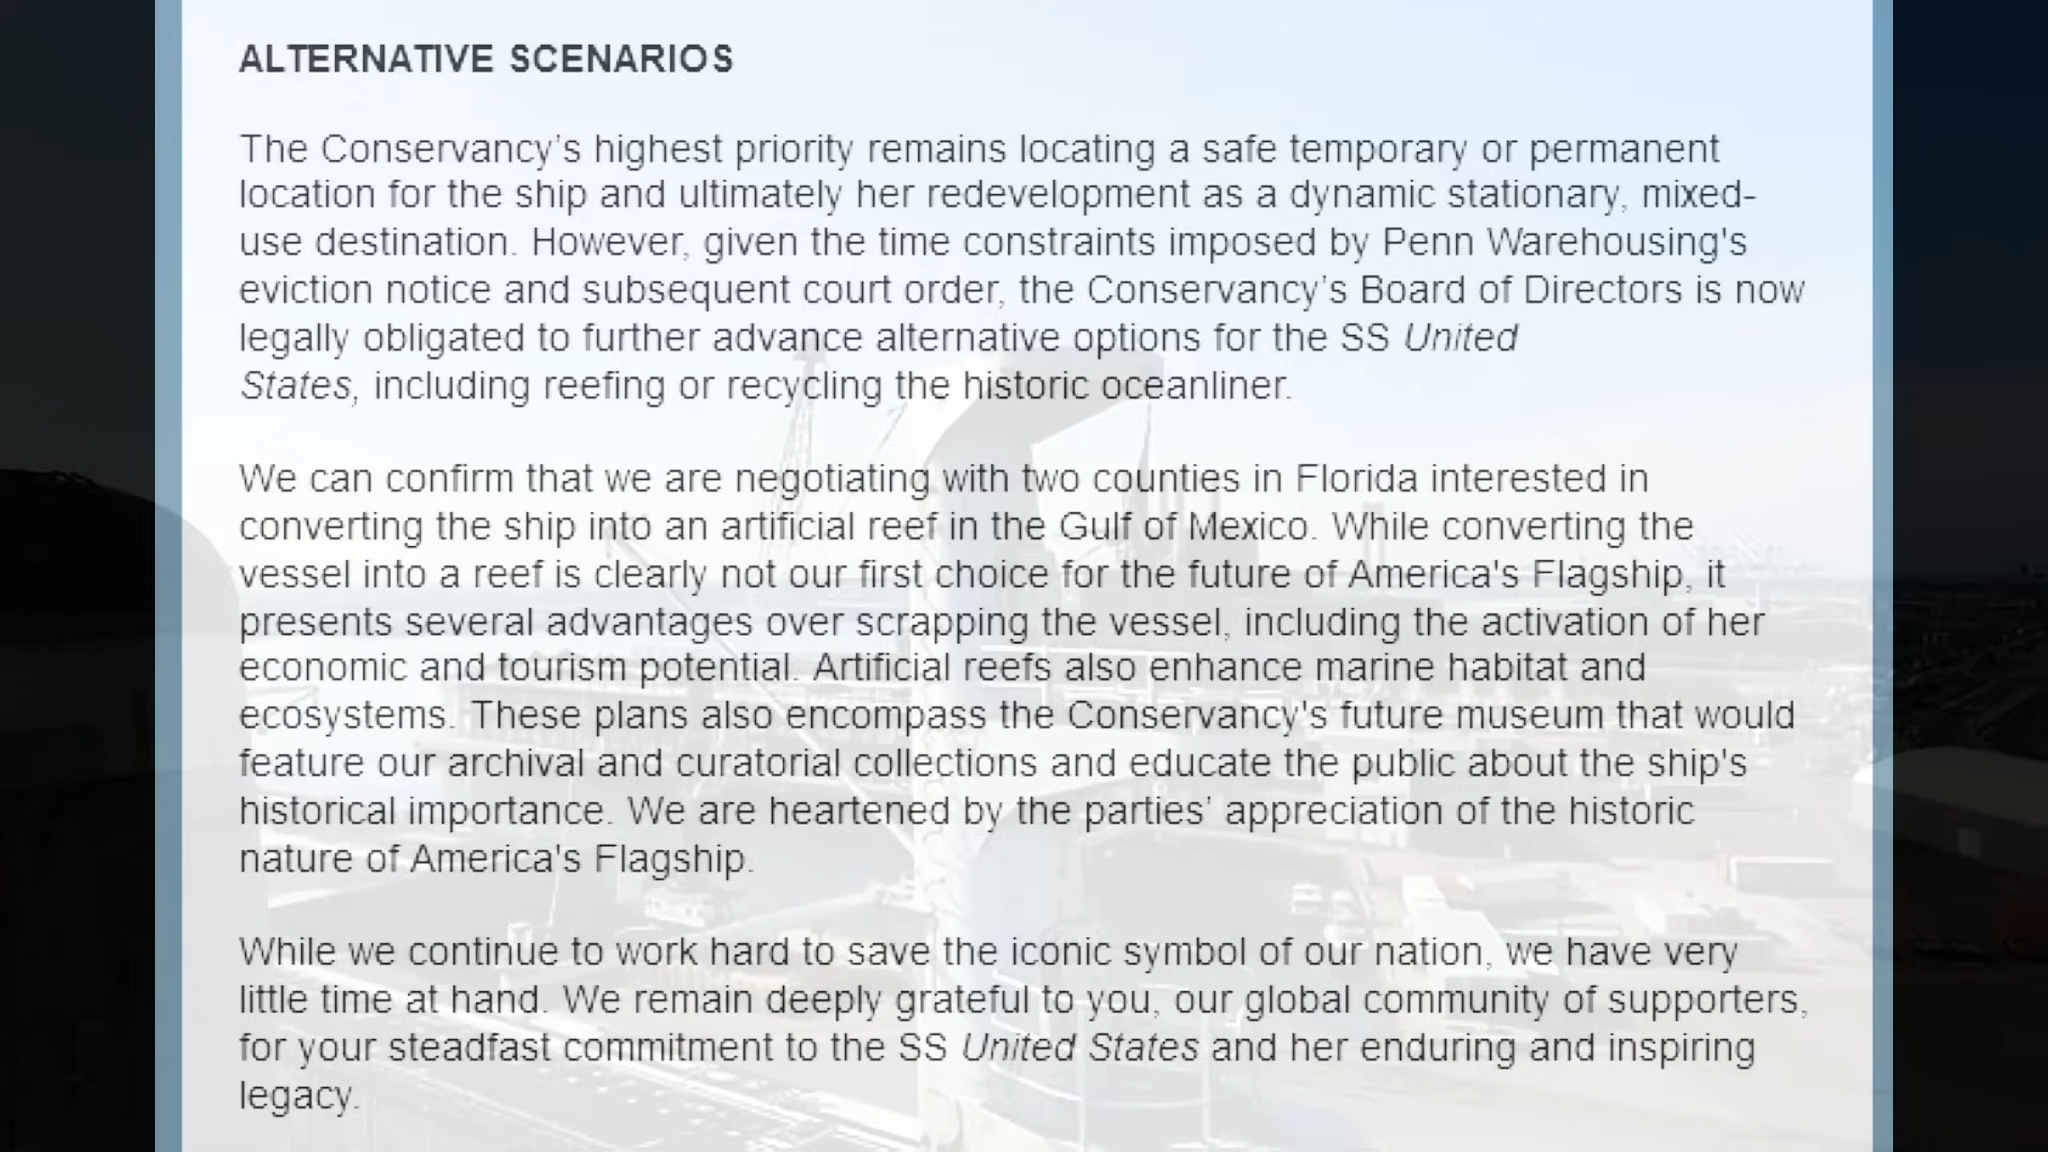 ALTERNATIVE SCENARIOS
The Conservancy's highest priority remains locating a safe temporary or permanent
location for the ship and ultimately her redevelopment as a dynamic stationary, mixed-
use destination. However, given the time constraints imposed by Penn Warehousing's
eviction notice and subsequent court order, the Conservancy's Board of Directors is now
legally obligated to further advance alternative options for the SS United
States, including reefing or recycling the historic oceanliner.
We can confirm that we are negotiating with two counties in Florida interested in
converting the ship into an artificial reef in the Gulf of Mexico. While converting the
vessel into a reef is clearly not our first choice for the future of America's Flagship, it
presents several advantages over scrapping the vessel, including the activation of her
economic and tourism potential. Artificial reefs also enhance marine habitat and
ecosystems. These plans also encompass the Conservancy's future museum that would
feature our archival and curatorial collections and educate the public about the ship's
historical importance. We are heartened by the parties' appreciation of the historic
nature of America's Flagship.
While we continue to work hard to save the iconic symbol of our nation, we have very
little time at hand. We remain deeply grateful to you, our global community of supporters,
for your steadfast commitment to the SS United States and her enduring and inspiring
legacy.